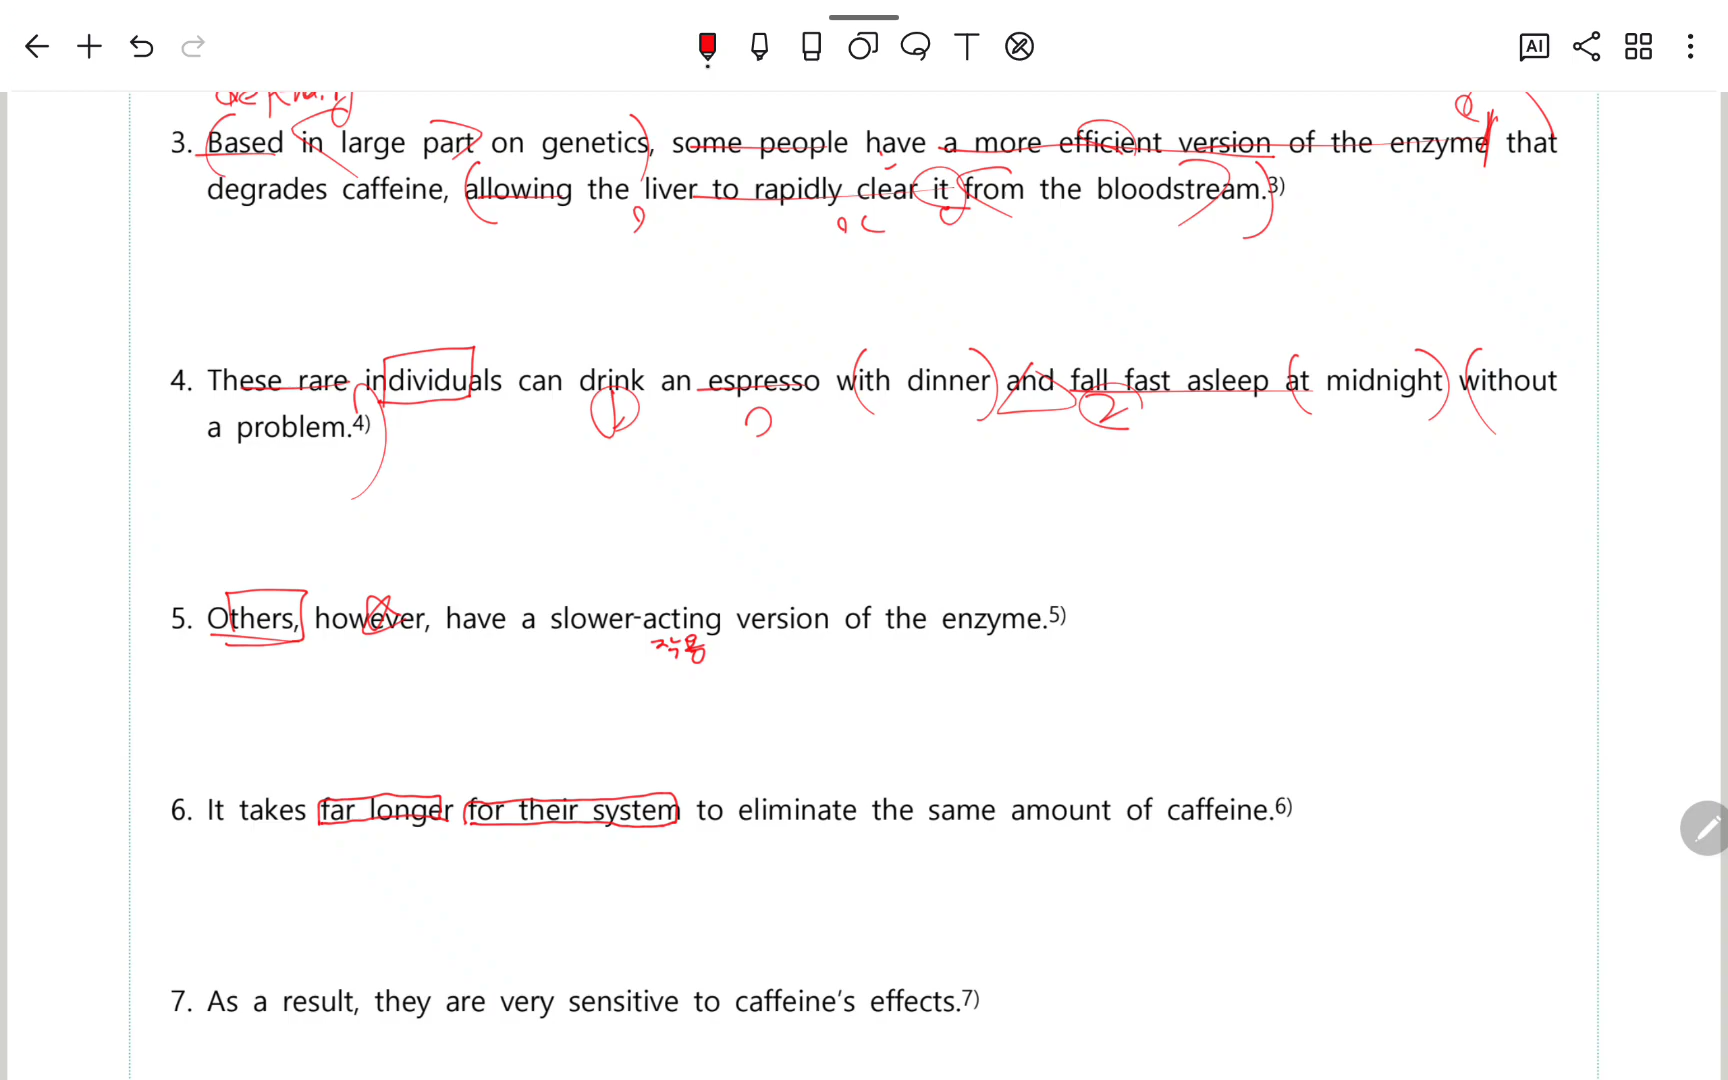 AI
3. Based in large part on genetics, some people have a more efficient version of the enzyme that
degrades caffeine, allowing the liver to rapidly clear it from the bloodstream.3)
oc
4. These rare individuals can drink an espresso with dinner and fall fast asleep at midnight without
1 2
a problem.4)
5. Others, however, have a slower-acting version of the enzyme.5)
작용
6. It takes far longer for their system to eliminate the same amount of caffeine.6)
7. As a result, they are very sensitive to caffeine's effects.7)